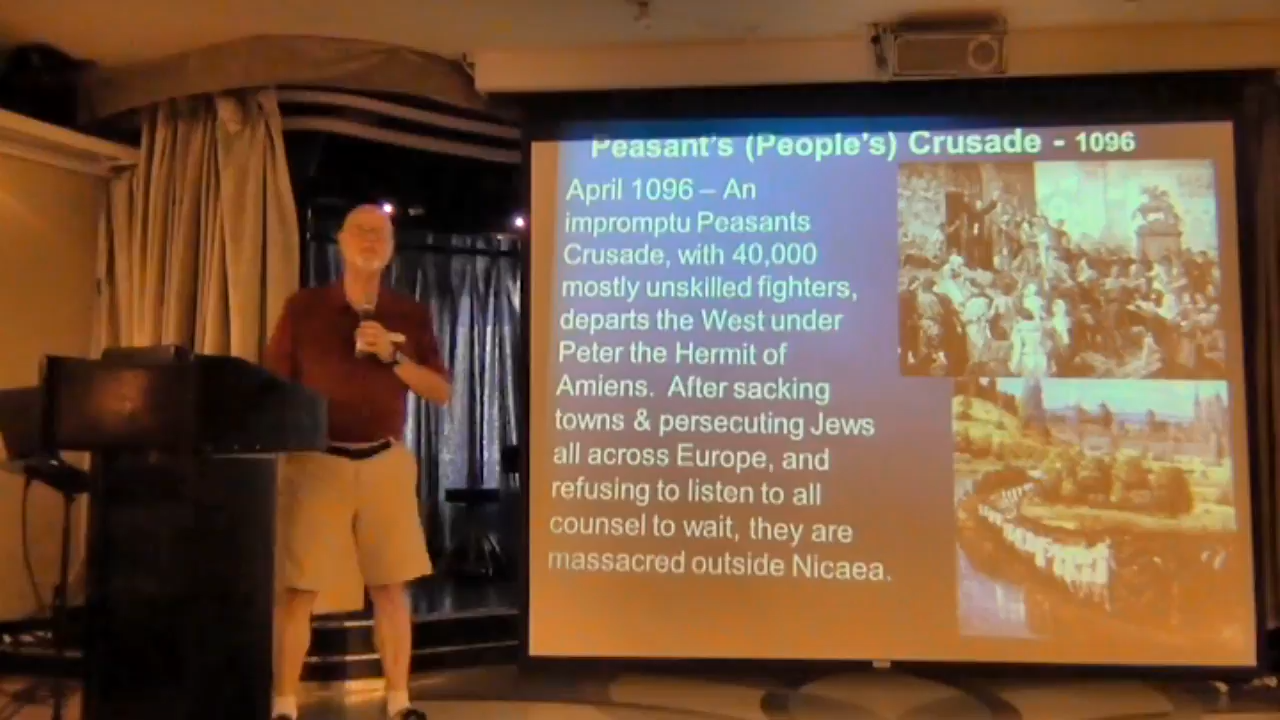 Peasant's (People's) Crusade - 1096
April 1096 – An
impromptu Peasants
Crusade, with 40,000
mostly unskilled fighters,
departs the West under
Peter the Hermit of
Amiens.  After sacking
towns & persecuting Jews
all across Europe, and
refusing to listen to all
counsel to wait, they are
massacred outside Nicaea.